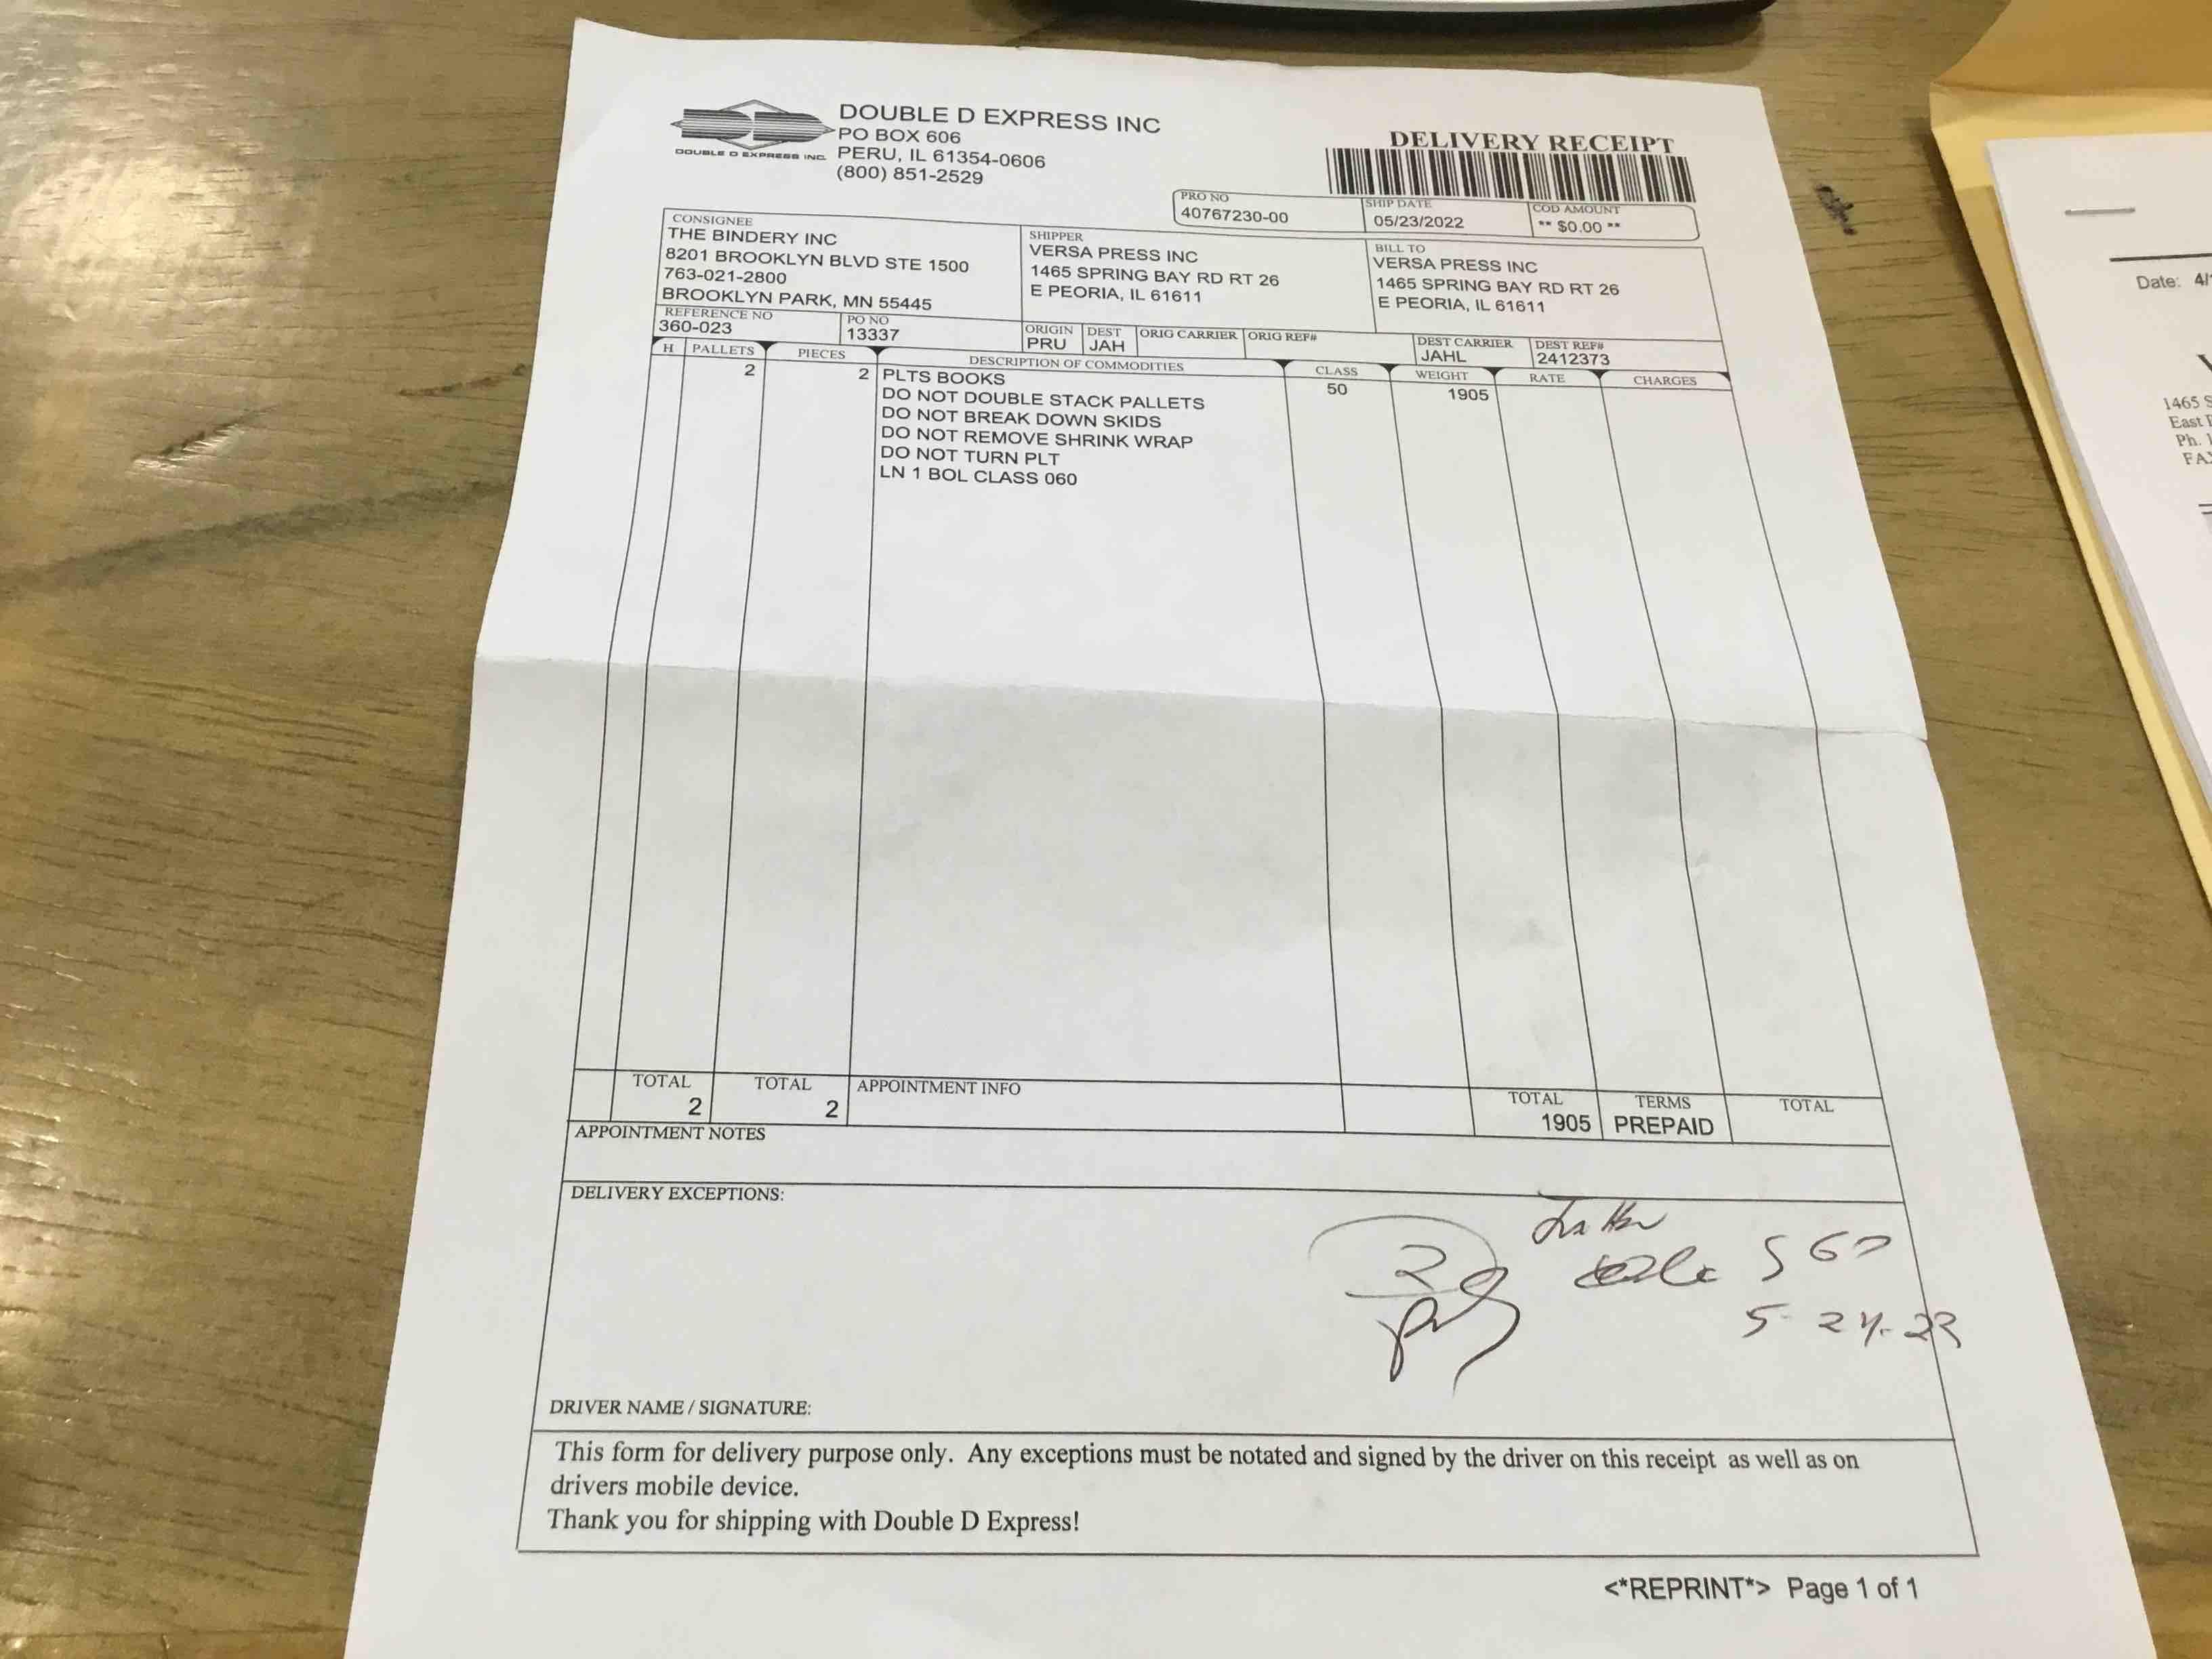 DOUBLE D EXPRESS INC
PO BOX 606
PERU, IL 61354-0606
(800) 851-2529
DOUBLE D EXPRESS INC.
DELIVERY RECEIPT
PRO NO SHIP DATE COD AMOUNT
40767230-00 05/23/2022 ** $0.00 **
CONSIGNEE
THE BINDERY INC
8201 BROOKLYN BLVD STE 1500
763-021-2800
BROOKLYN PARK, MN 55445
SHIPPER
VERSA PRESS INC
1465 SPRING BAY RD RT 26
E PEORIA, IL 61611
BILL TO
VERSA PRESS INC
1465 SPRING BAY RD RT 26
E PEORIA, IL 61611
REFERENCE NO PO NO ORIGIN DEST ORIG CARRIER ORIG REF# DEST CARRIER DEST REF#
360-023 13337 PRU JAH JAHL 2412373
H PALLETS PIECES DESCRIPTION OF COMMODITIES CLASS WEIGHT RATE CHARGES
2 2 PLTS BOOKS 50 1905
DO NOT DOUBLE STACK PALLETS
DO NOT BREAK DOWN SKIDS
DO NOT REMOVE SHRINK WRAP
DO NOT TURN PLT
LN 1 BOL CLASS 060
TOTAL TOTAL APPOINTMENT INFO TOTAL TERMS TOTAL
2 2 1905 PREPAID
APPOINTMENT NOTES
DELIVERY EXCEPTIONS:
2
5-24-22
DRIVER NAME / SIGNATURE:
This form for delivery purpose only. Any exceptions must be notated and signed by the driver on this receipt as well as on
drivers mobile device.
Thank you for shipping with Double D Express!
<*REPRINT*> Page 1 of 1
Date: 4/
1465 S
East
Ph.